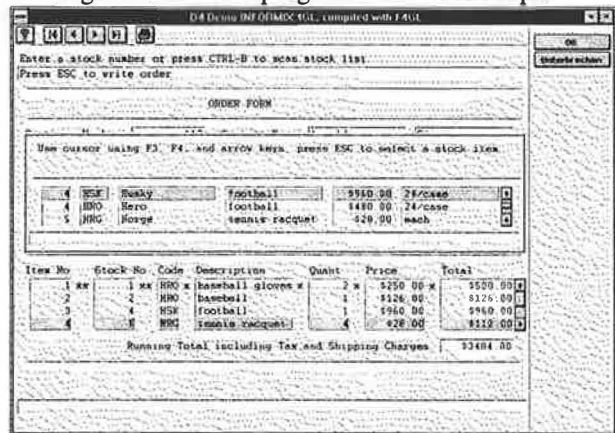 D4 Demo INFORMIX 4GL, compiled with F4GL
OK
Enter a stock number or press CTRL-B to scan stock list
Unterbrechen
Press ESC to write order
ORDER FORM
Use cursor using F3, F4, and arrow keys, press ESC to select a stock item
4 HSK Husky football $960.00 24/case
4 HRO Hero football $480.00 24/case
5 NRG Norge tennis racquet $28.00 each
Item No Stock No Code Description Quant Price Total
1 ** 1 ** HRO x baseball gloves x 2 x $250.00 x $500.00
2 2 HRO baseball 1 $126.00 $126.00
3 4 HSK football 1 $960.00 $960.00
4 5 NRG tennis racquet 4 $28.00 $112.00
Running Total including Tax and Shipping Charges $3484.00